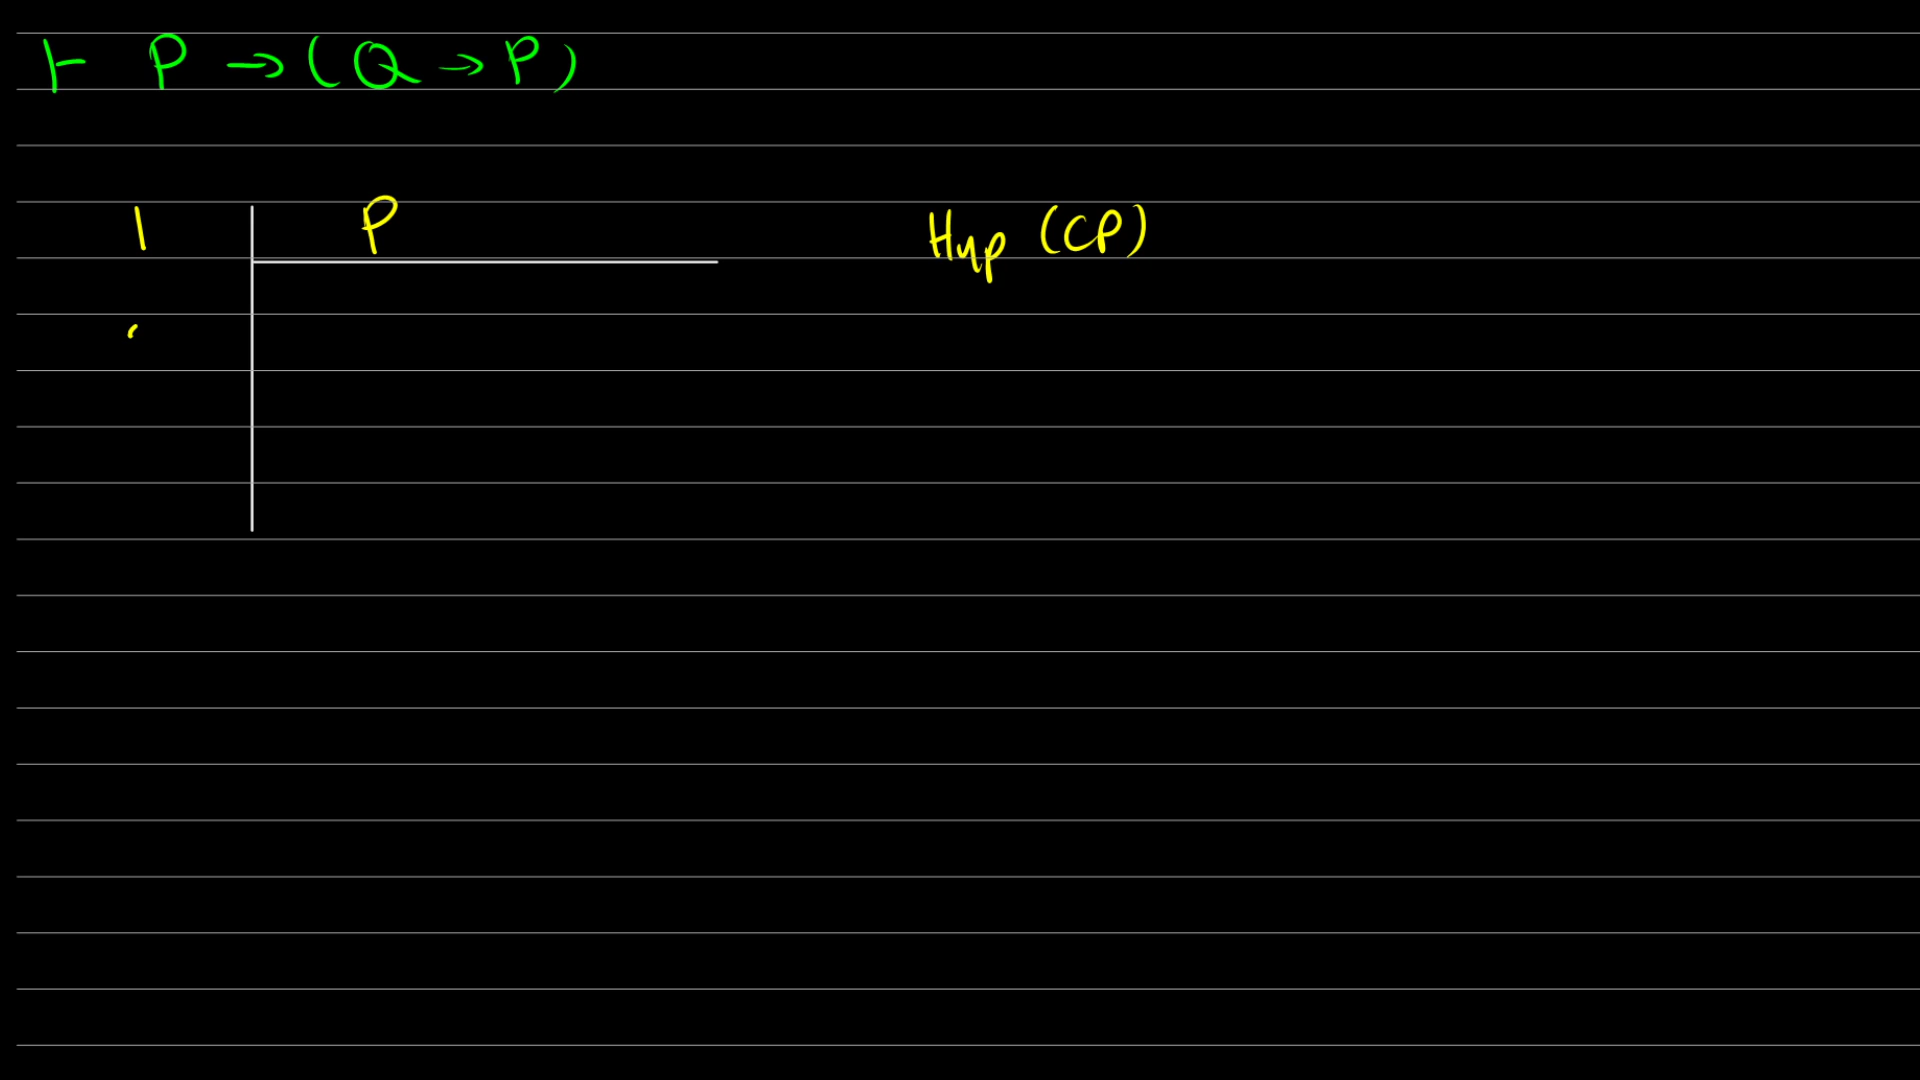 ⊢ P → (Q → P)
1 P Hyp (CP)